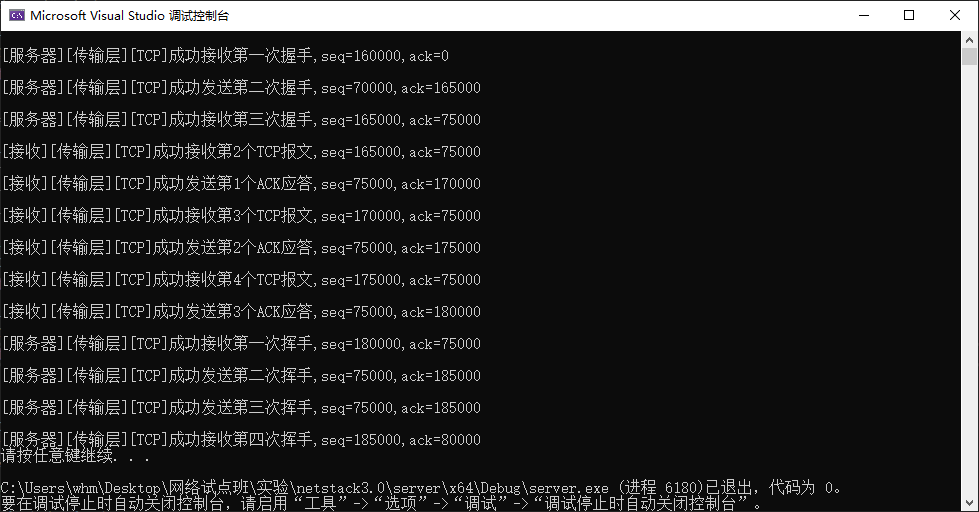 Microsoft Visual Studio 调试控制台
[服务器][传输层][TCP]成功接收第一次握手,seq=160000,ack=0
[服务器][传输层][TCP]成功发送第二次握手,seq=70000,ack=165000
[服务器][传输层][TCP]成功接收第三次握手,seq=165000,ack=75000
[接收][传输层][TCP]成功接收第2个TCP报文,seq=165000,ack=75000
[接收][传输层][TCP]成功发送第1个ACK应答,seq=75000,ack=170000
[接收][传输层][TCP]成功接收第3个TCP报文,seq=170000,ack=75000
[接收][传输层][TCP]成功发送第2个ACK应答,seq=75000,ack=175000
[接收][传输层][TCP]成功接收第4个TCP报文,seq=175000,ack=75000
[接收][传输层][TCP]成功发送第3个ACK应答,seq=75000,ack=180000
[服务器][传输层][TCP]成功接收第一次挥手,seq=180000,ack=75000
[服务器][传输层][TCP]成功发送第二次挥手,seq=75000,ack=185000
[服务器][传输层][TCP]成功发送第三次挥手,seq=75000,ack=185000
[服务器][传输层][TCP]成功接收第四次挥手,seq=185000,ack=80000
请按任意键继续. . .
C:\Users\whm\Desktop\网络试点班\实验\netstack3.0\server\x64\Debug\server.exe (进程 6180)已退出，代码为 0。
要在调试停止时自动关闭控制台，请启用“工具”->“选项”->“调试”->“调试停止时自动关闭控制台”。